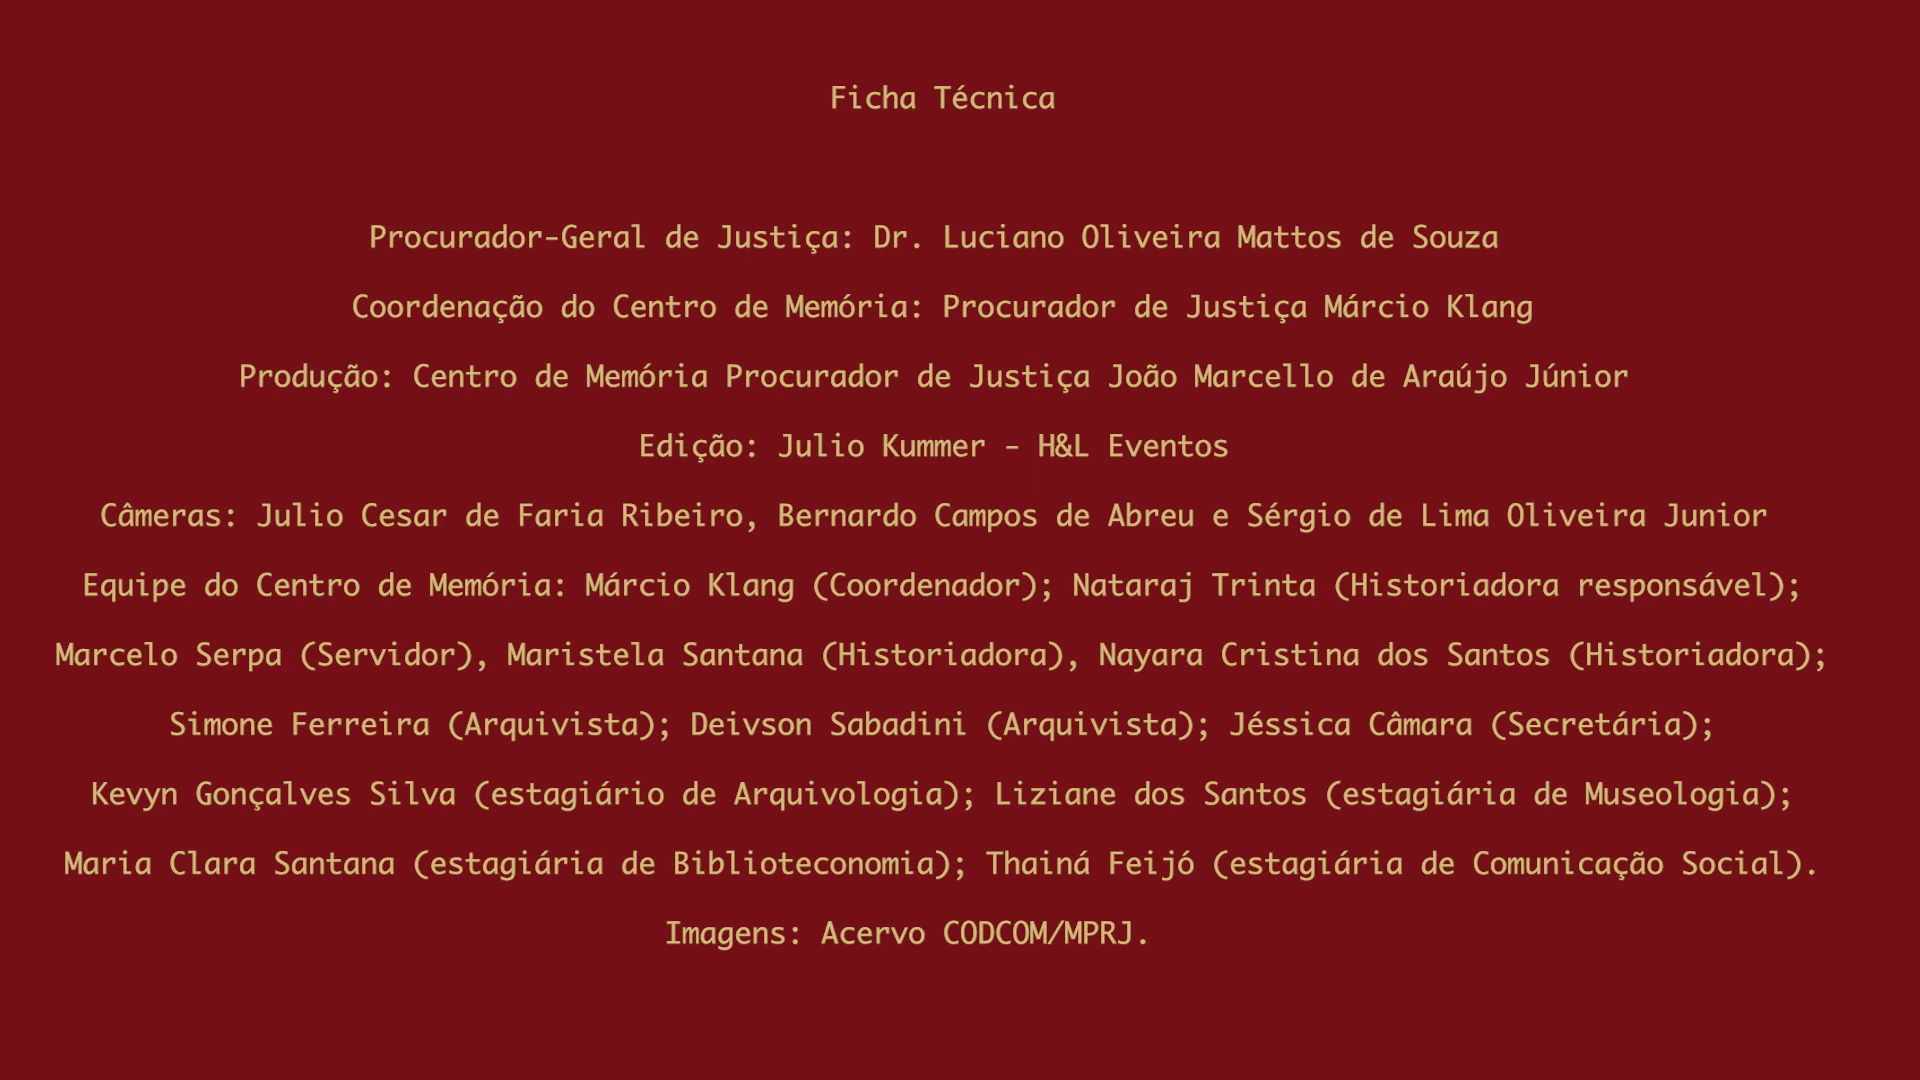 Ficha Técnica
Procurador-Geral de Justiça: Dr. Luciano Oliveira Mattos de Souza
Coordenação do Centro de Memória: Procurador de Justiça Márcio Klang
Produção: Centro de Memória Procurador de Justiça João Marcello de Araújo Júnior
Edição: Julio Kummer - H&L Eventos
Câmeras: Julio Cesar de Faria Ribeiro, Bernardo Campos de Abreu e Sérgio de Lima Oliveira Junior
Equipe do Centro de Memória: Márcio Klang (Coordenador); Nataraj Trinta (Historiadora responsável);
Marcelo Serpa (Servidor), Maristela Santana (Historiadora), Nayara Cristina dos Santos (Historiadora);
Simone Ferreira (Arquivista); Deivson Sabadini (Arquivista); Jéssica Câmara (Secretária);
Kevyn Gonçalves Silva (estagiário de Arquivologia); Liziane dos Santos (estagiária de Museologia);
Maria Clara Santana (estagiária de Biblioteconomia); Thainá Feijó (estagiária de Comunicação Social).
Imagens: Acervo CODCOM/MPRJ.